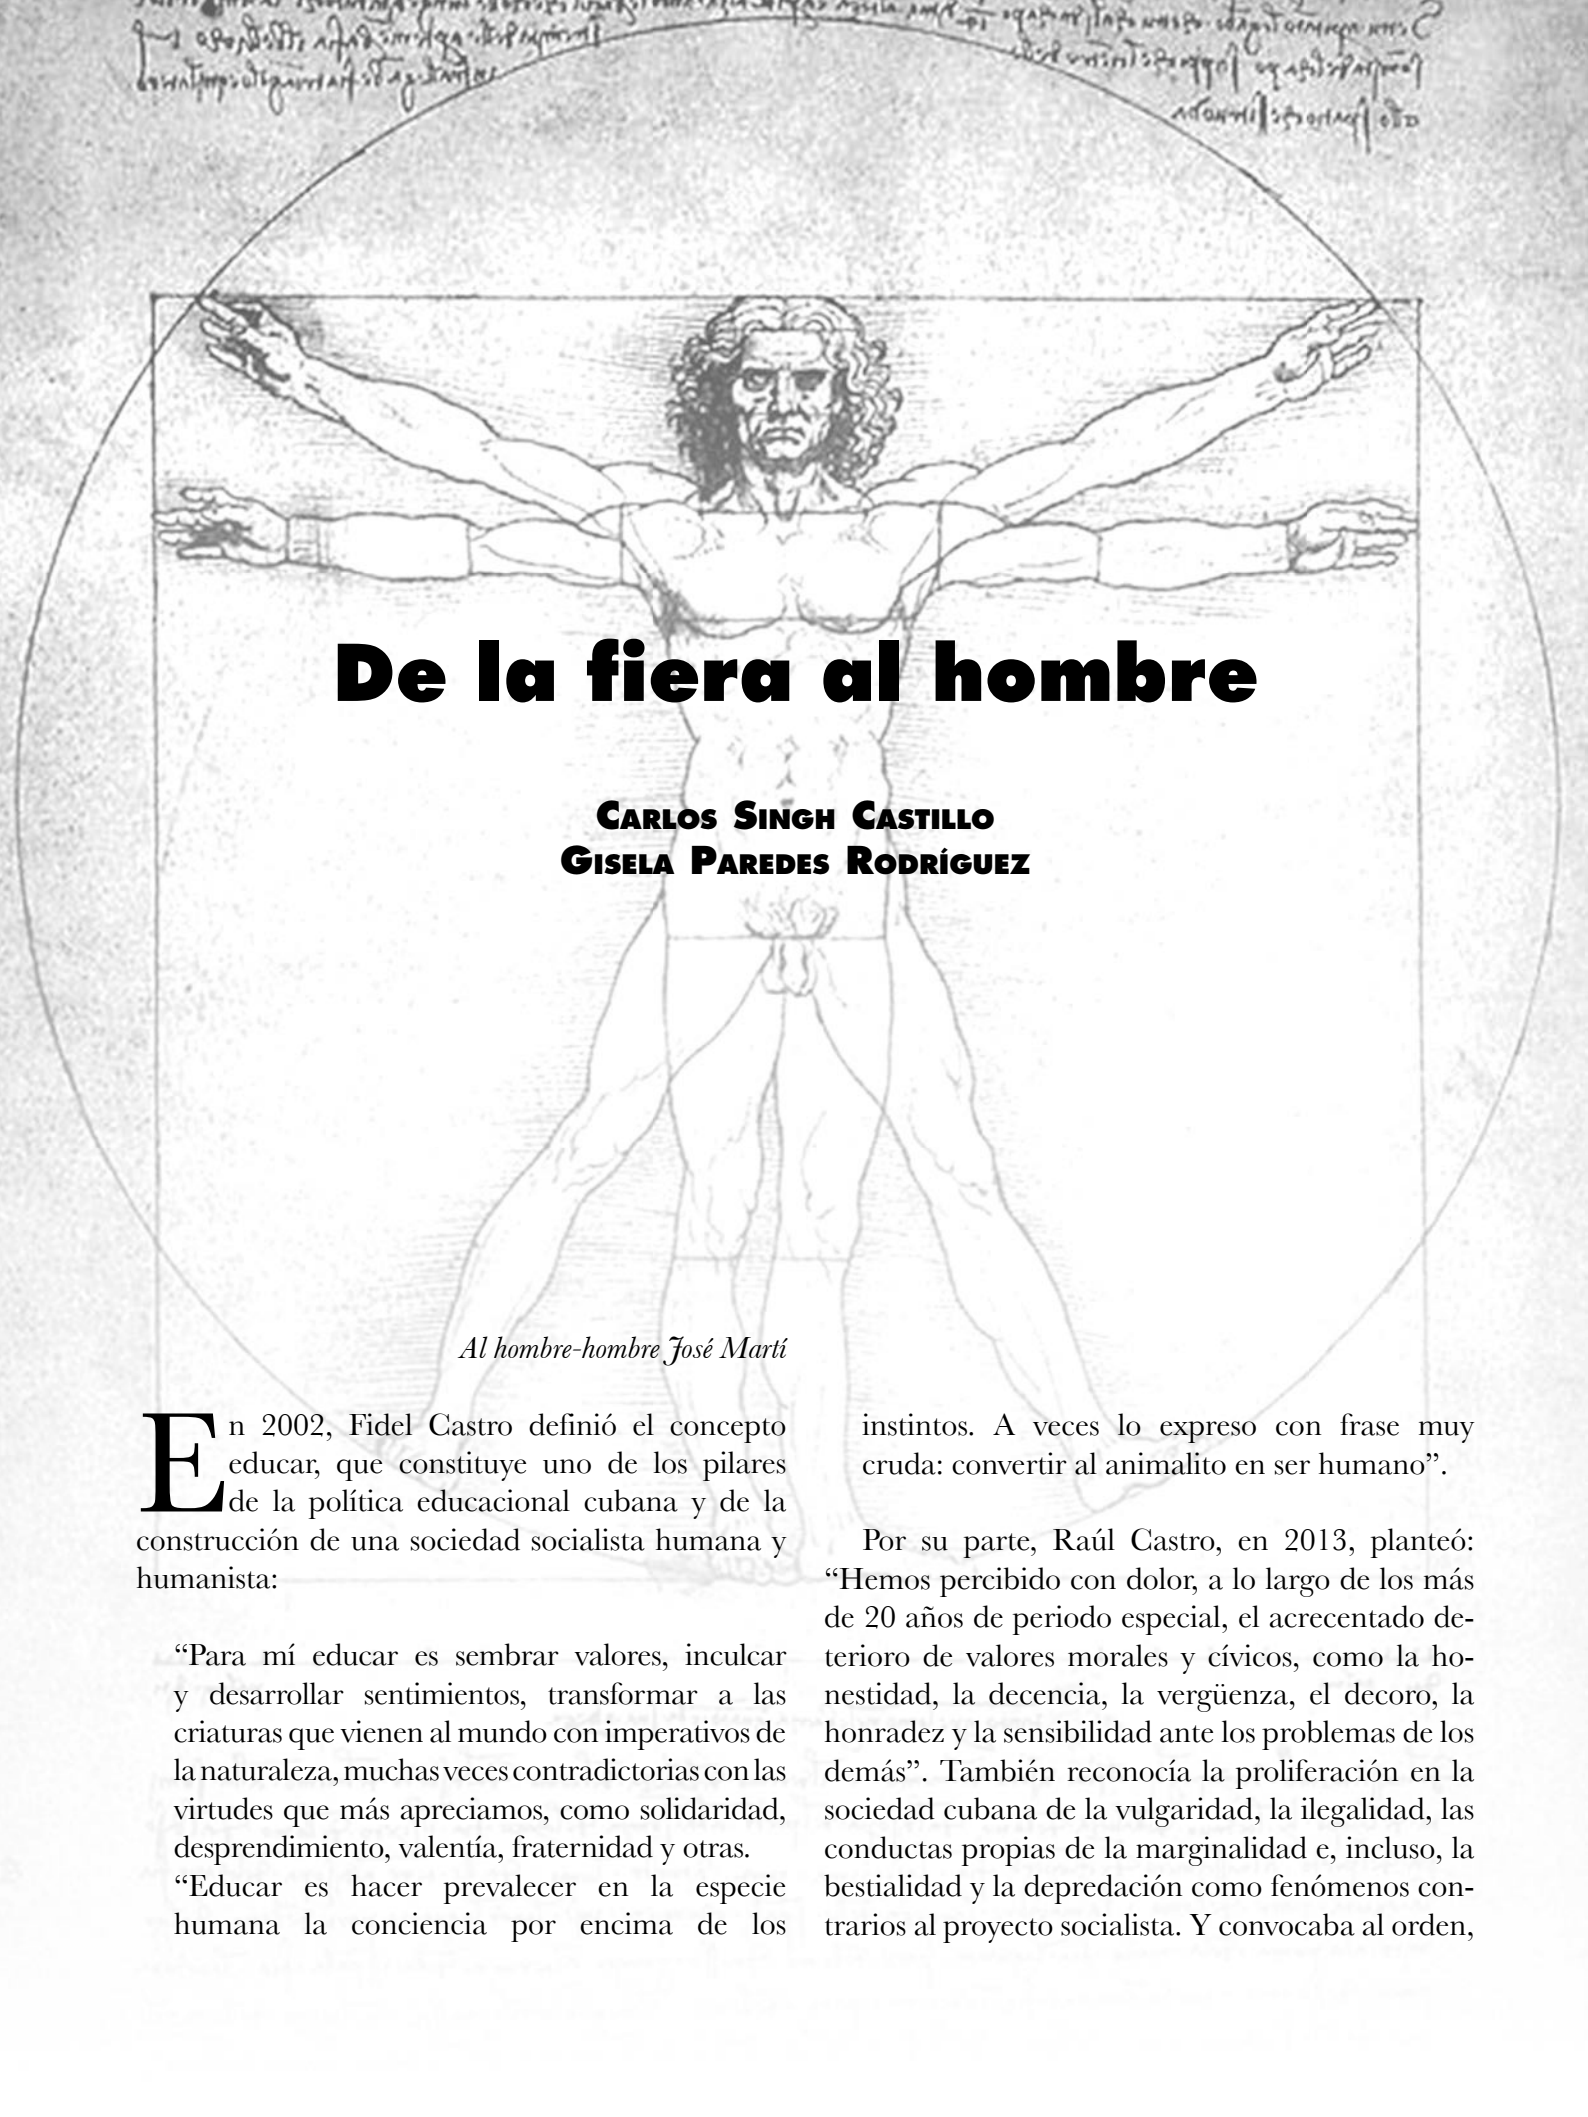 De la fiera al hombre
Carlos Singh Castillo
Gisela Paredes Rodríguez
Al hombre-hombre José Martí
En 2002, Fidel Castro definió el concepto
educar, que constituye uno de los pilares
de la política educacional cubana y de la
construcción de una sociedad socialista humana y
humanista:
“Para mí educar es sembrar valores, inculcar
y desarrollar sentimientos, transformar a las
criaturas que vienen al mundo con imperativos de
la naturaleza, muchas veces contradictorias con las
virtudes que más apreciamos, como solidaridad,
desprendimiento, valentía, fraternidad y otras.
“Educar es hacer prevalecer en la especie
humana la conciencia por encima de los
instintos. A veces lo expreso con frase muy
cruda: convertir al animalito en ser humano”.
Por su parte, Raúl Castro, en 2013, planteó:
“Hemos percibido con dolor, a lo largo de los más
de 20 años de periodo especial, el acrecentado de-
terioro de valores morales y cívicos, como la ho-
nestidad, la decencia, la vergüenza, el decoro, la
honradez y la sensibilidad ante los problemas de los
demás”. También reconocía la proliferación en la
sociedad cubana de la vulgaridad, la ilegalidad, las
conductas propias de la marginalidad e, incluso, la
bestialidad y la depredación como fenómenos con-
trarios al proyecto socialista. Y convocaba al orden,